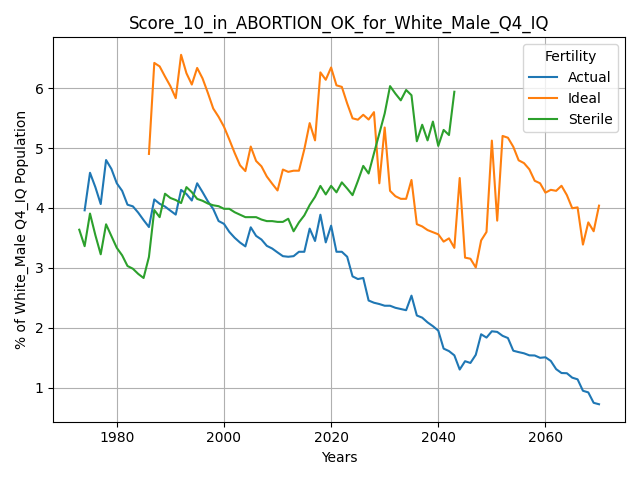 Score_10_in_ABORTION_OK_for_White_Male_Q4_IQ
Fertility
Actual
Ideal
Sterile
% of White_Male Q4_IQ Population
6
5
4
3
2
1
1980
2000
2020
2040
2060
Years